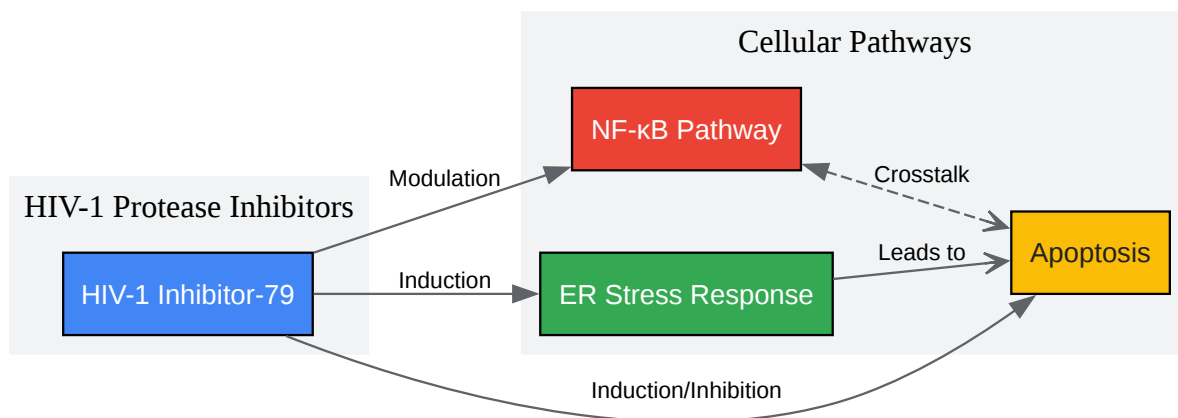 Cellular Pathways
NF-κB Pathway
Modulation
Crosstalk
HIV-1 Protease Inhibitors
Leads to
Apoptosis
HIV-1 Inhibitor-79
Induction
ER Stress Response
Induction/Inhibition